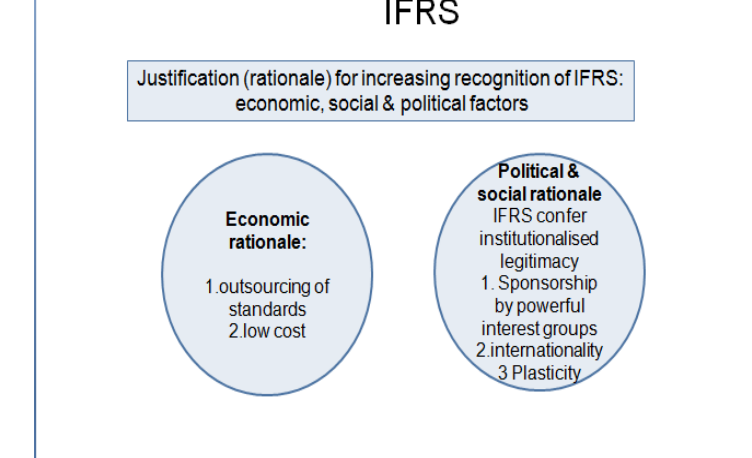 IFRS
Justification (rationale) for increasing recognition of IFRS:
economic, social & political factors
Economic
rationale:
1.outsourcing of
standards
2.low cost
Political &
social rationale
IFRS confer
institutionalised
legitimacy
1. Sponsorship
by powerful
interest groups
2.internationality
3 Plasticity